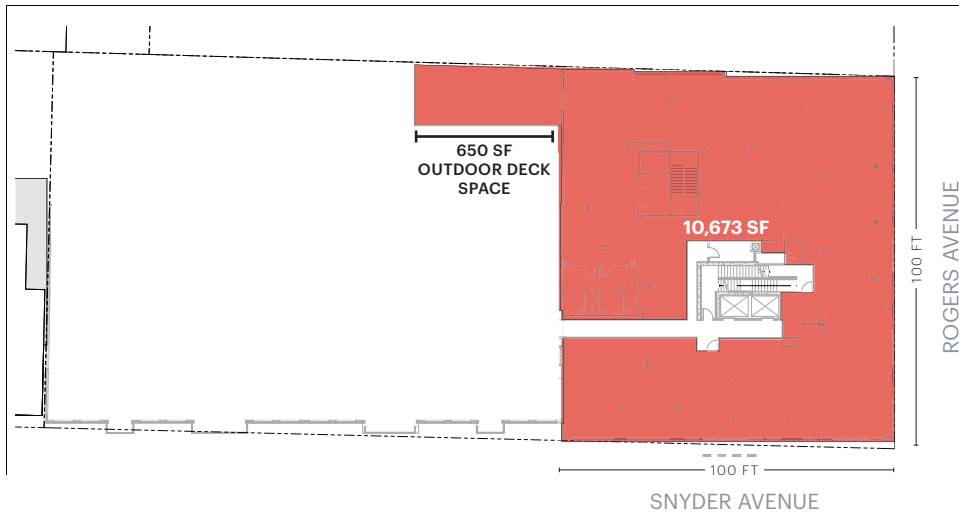 650 SF
OUTDOOR DECK
SPACE
10,673 SF
100 FT
ROGERS AVENUE
100 FT
SNYDER AVENUE